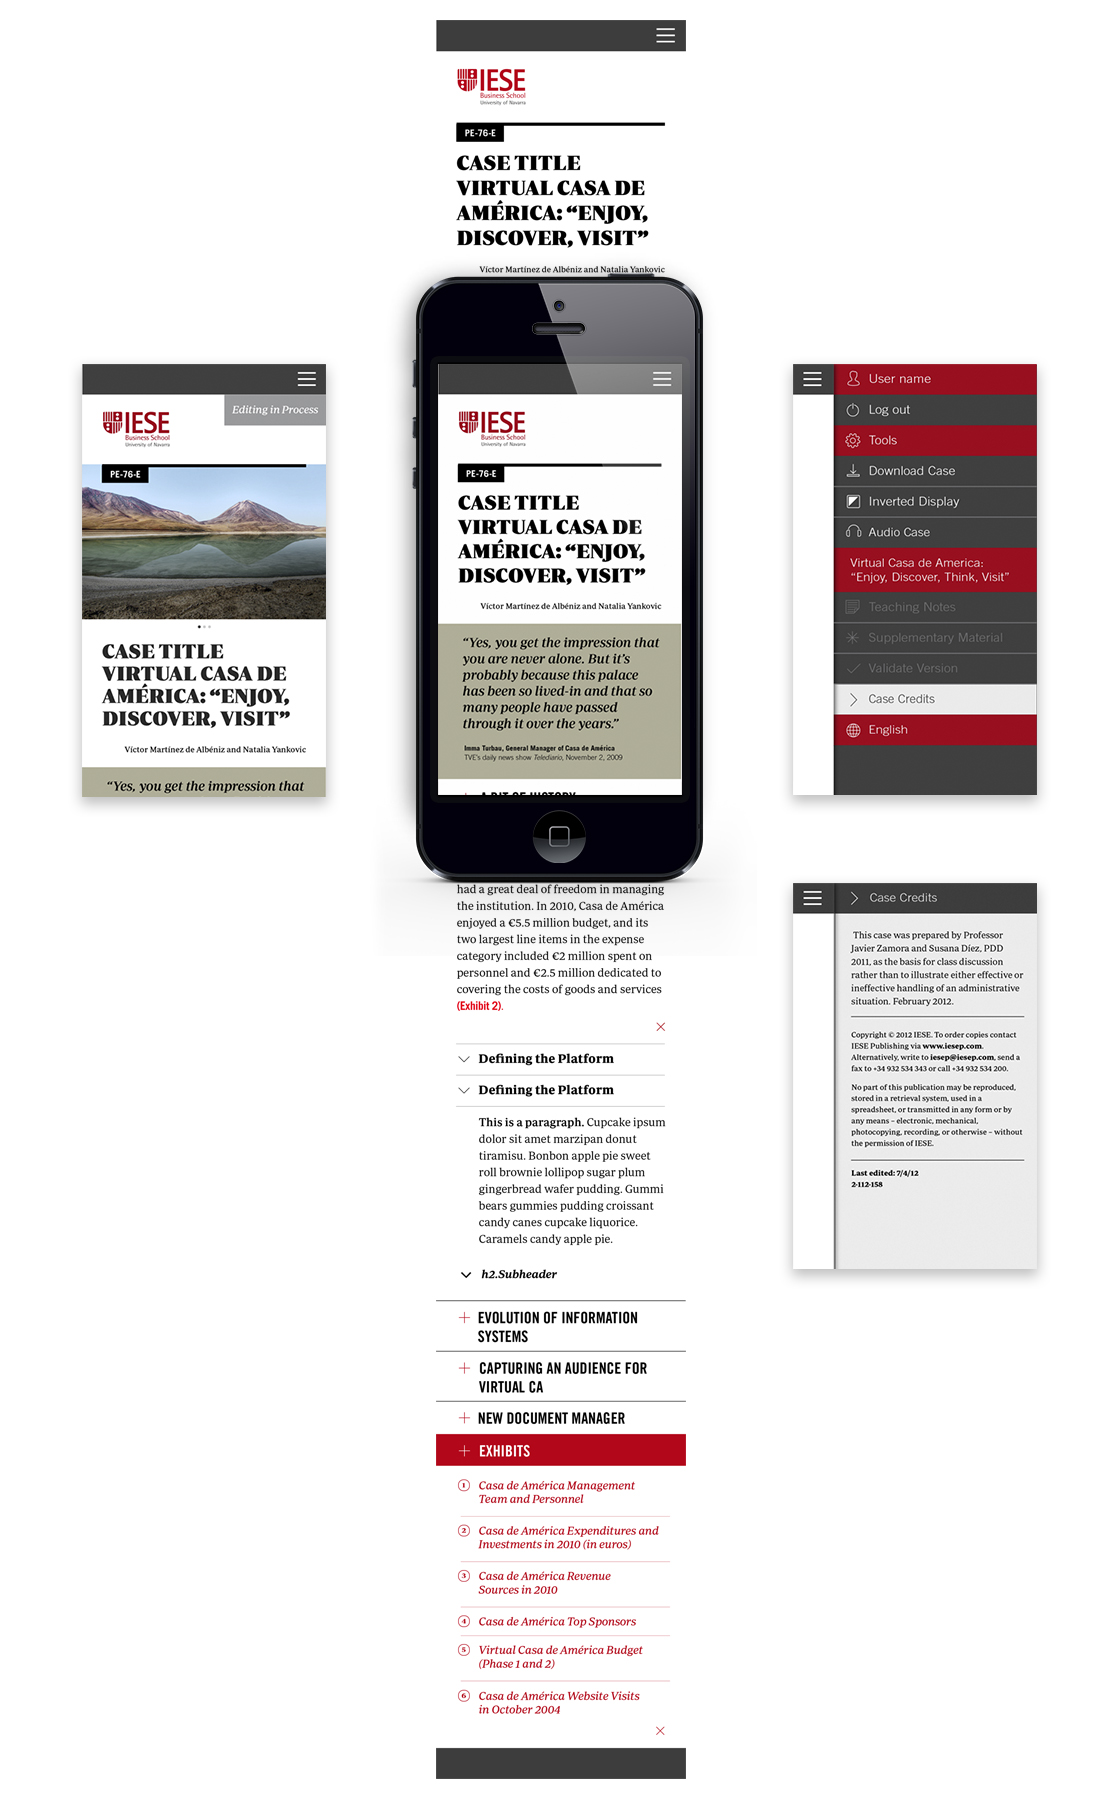 IESE
Business School
University of Navarra
PE-76-E
CASE TITLE
VIRTUAL CASA DE
AMÉRICA: “ENJOY,
DISCOVER, VISIT”
Víctor Martínez de Albéniz and Natalia Yankovic
Editing in Process
IESE
Business School
University of Navarra
PE-76-E
CASE TITLE
VIRTUAL CASA DE
AMÉRICA: “ENJOY,
DISCOVER, VISIT”
Víctor Martínez de Albéniz and Natalia Yankovic
“Yes, you get the impression that
IESE
Business School
University of Navarra
PE-76-E
CASE TITLE
VIRTUAL CASA DE
AMÉRICA: “ENJOY,
DISCOVER, VISIT”
Víctor Martínez de Albéniz and Natalia Yankovic
“Yes, you get the impression that
you are never alone. But it’s
probably because this palace
has been so lived-in and that so
many people have passed
through it over the years.”
Imma Turbau, General Manager of Casa de América
TVE’s daily news show Telediario, November 2, 2009
A BIT OF HISTORY
User name
Log out
Tools
Download Case
Inverted Display
Audio Case
Virtual Casa de America:
“Enjoy, Discover, Think, Visit”
Teaching Notes
Supplementary Material
Validate Version
Case Credits
English
had a great deal of freedom in managing
the institution. In 2010, Casa de América
enjoyed a €5.5 million budget, and its
two largest line items in the expense
category included €2 million spent on
personnel and €2.5 million dedicated to
covering the costs of goods and services
(Exhibit 2).
Defining the Platform
Defining the Platform
This is a paragraph. Cupcake ipsum
dolor sit amet marzipan donut
tiramisu. Bonbon apple pie sweet
roll brownie lollipop sugar plum
gingerbread wafer pudding. Gummi
bears gummies pudding croissant
candy canes cupcake liquorice.
Caramels candy apple pie.
h2.Subheader
EVOLUTION OF INFORMATION
SYSTEMS
CAPTURING AN AUDIENCE FOR
VIRTUAL CA
NEW DOCUMENT MANAGER
EXHIBITS
1 Casa de América Management
Team and Personnel
2 Casa de América Expenditures and
Investments in 2010 (in euros)
3 Casa de América Revenue
Sources in 2010
4 Casa de América Top Sponsors
5 Virtual Casa de América Budget
(Phase 1 and 2)
6 Casa de América Website Visits
in October 2004
Case Credits
This case was prepared by Professor
Javier Zamora and Susana Díez, PDD
2011, as the basis for class discussion
rather than to illustrate either effective or
ineffective handling of an administrative
situation. February 2012.
Copyright © 2012 IESE. To order copies contact
IESE Publishing via www.iesep.com.
Alternatively, write to iesep@iesep.com, send a
fax to +34 932 534 343 or call +34 932 534 200.
No part of this publication may be reproduced,
stored in a retrieval system, used in a
spreadsheet, or transmitted in any form or by
any means – electronic, mechanical,
photocopying, recording, or otherwise – without
the permission of IESE.
Last edited: 7/4/12
2-112-158